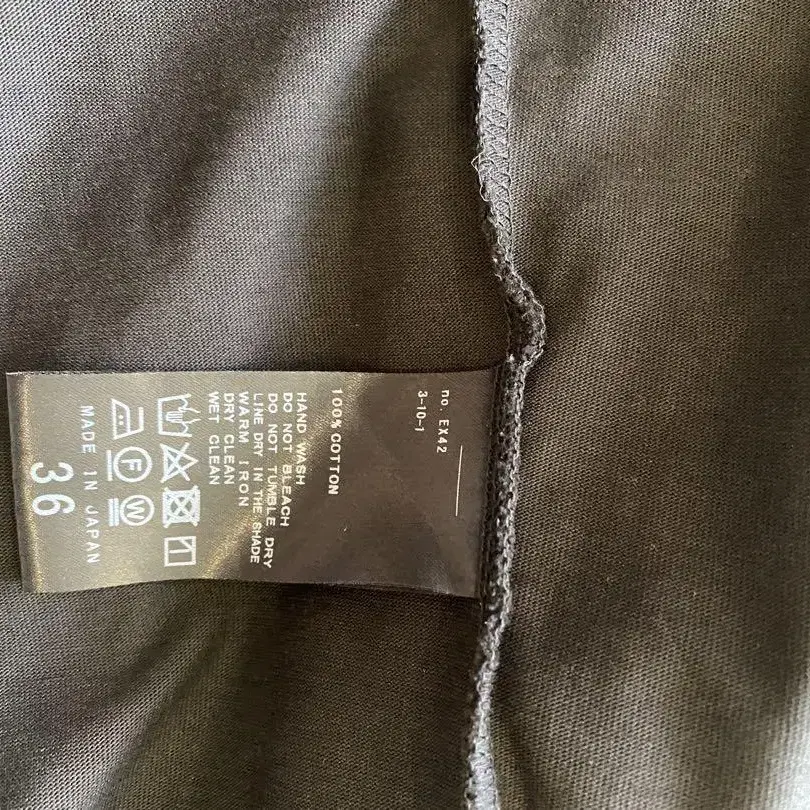 no. EX42
3-10-1
100% COTTON
HAND WASH
DO NOT BLEACH
DO NOT TUMBLE DRY
LINE DRY IN THE SHADE
WARM IRON
DRY CLEAN
WET CLEAN
F W
MADE IN JAPAN
36